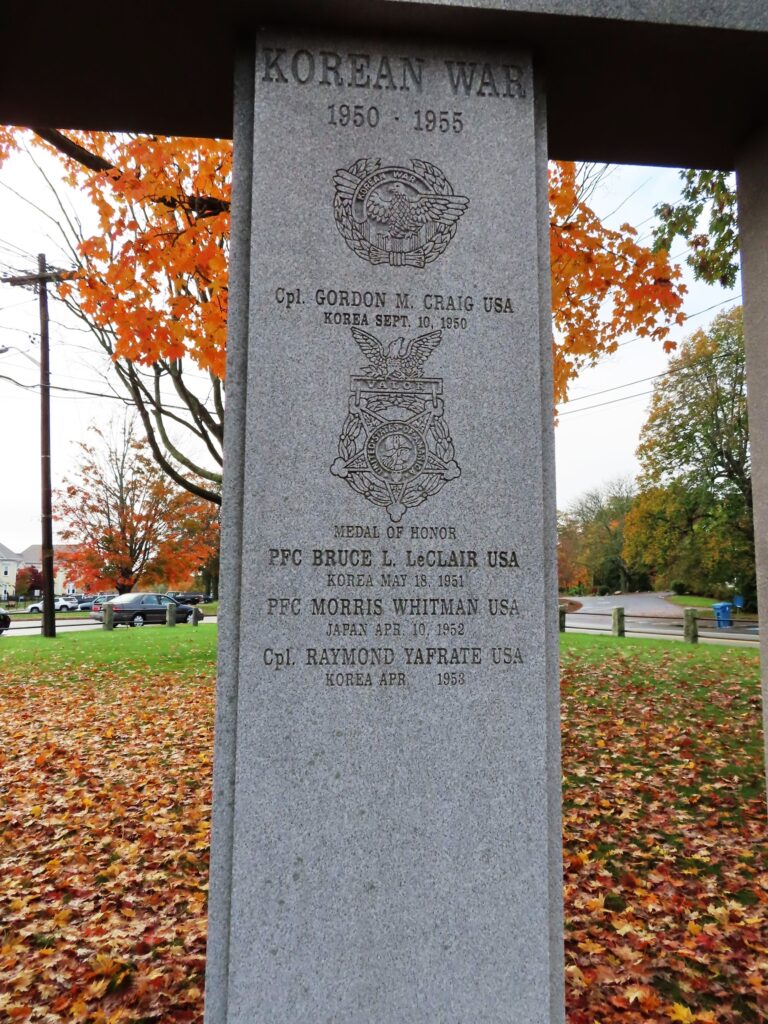 KOREAN WAR
1950 - 1955
KOREAN WAR
Cpl. GORDON M. CRAIG USA
KOREA SEPT. 10, 1950
VALOR
MEDAL OF HONOR
PFC BRUCE L. LeCLAIR USA
KOREA MAY 18, 1951
PFC MORRIS WHITMAN USA
JAPAN APR. 10, 1952
Cpl. RAYMOND YAFRATE USA
KOREA APR 1953